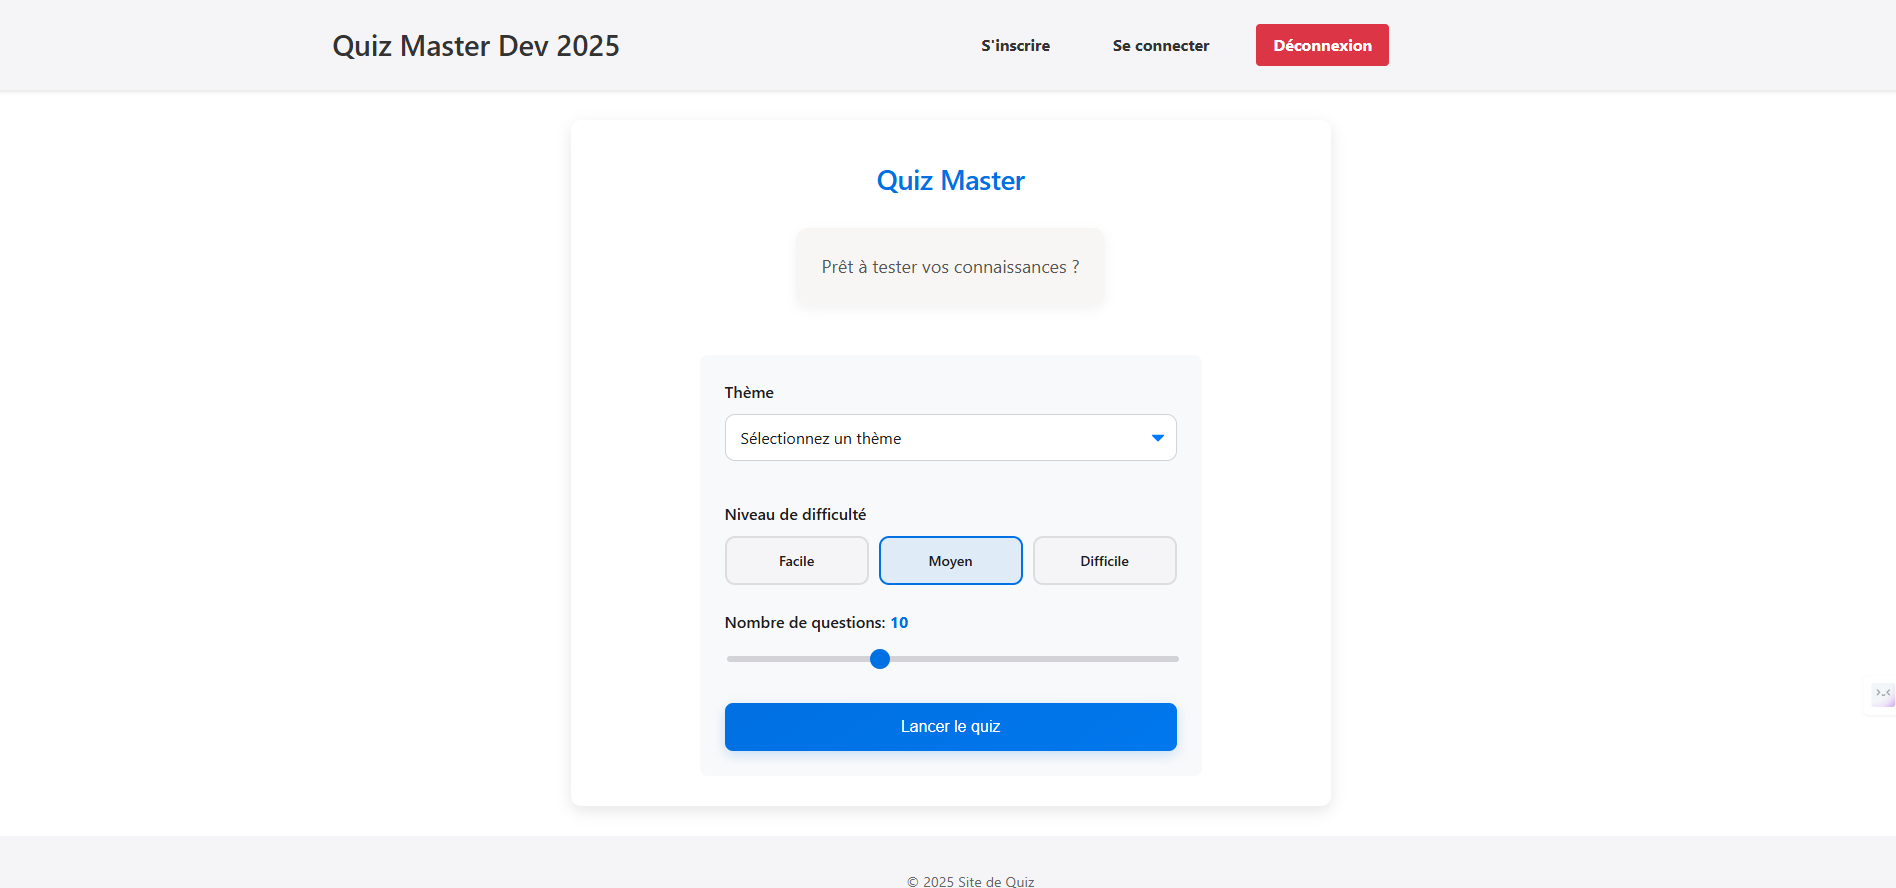 Quiz Master Dev 2025
S'inscrire
Se connecter
Déconnexion
Quiz Master
Prêt à tester vos connaissances ?
Thème
Sélectionnez un thème
Niveau de difficulté
Facile
Moyen
Difficile
Nombre de questions: 10
Lancer le quiz
© 2025 Site de Quiz